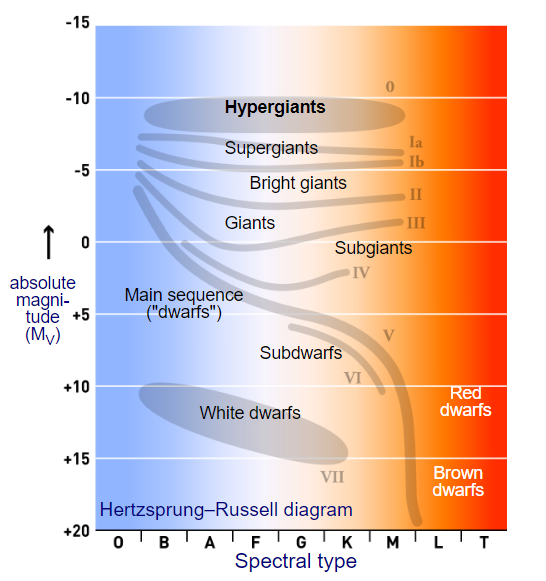 -15
-10
0
Hypergiants
Ia
Supergiants
Ib
-5
Bright giants
II
Giants
III
0
Subgiants
IV
absolute
magni-
tude
(MV)
Main sequence
("dwarfs")
+5
V
Subdwarfs
VI
+10
Red
dwarfs
White dwarfs
+15
VII
Brown
dwarfs
Hertzsprung–Russell diagram
+20
O B A F G K M L T
Spectral type